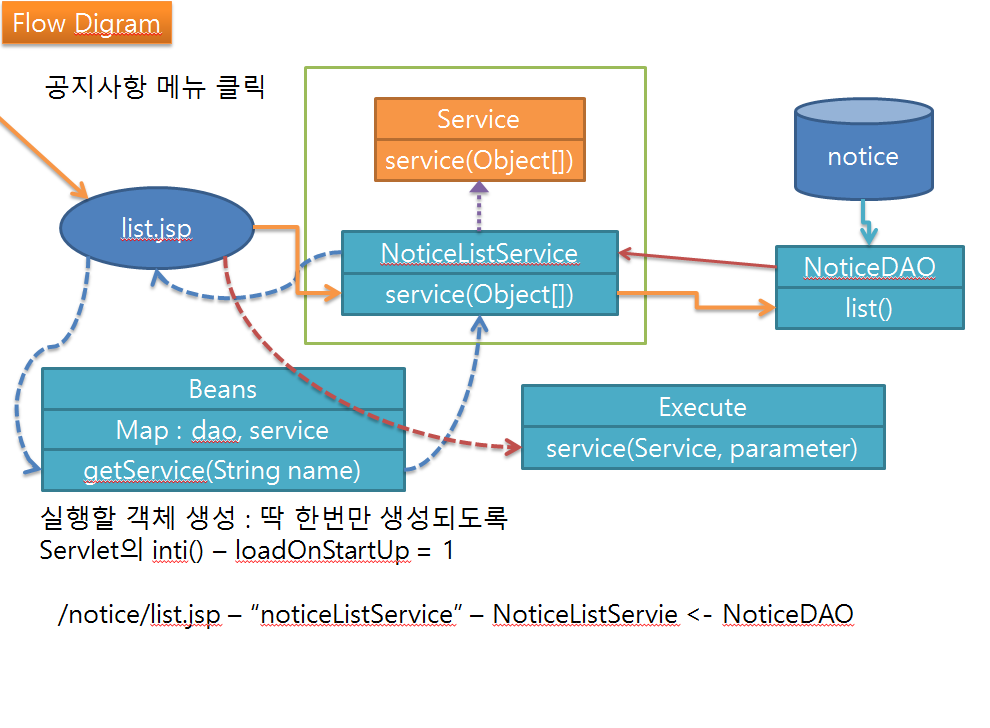 Flow Digram
공지사항 메뉴 클릭
Service
service(Object[])
notice
list.jsp
NoticeListService
service(Object[])
NoticeDAO
list()
Beans
Map : dao, service
getService(String name)
Execute
service(Service, parameter)
실행할 객체 생성 : 딱 한번만 생성되도록
Servlet의 inti() – loadOnStartUp = 1
/notice/list.jsp – “noticeListService” – NoticeListServie <- NoticeDAO